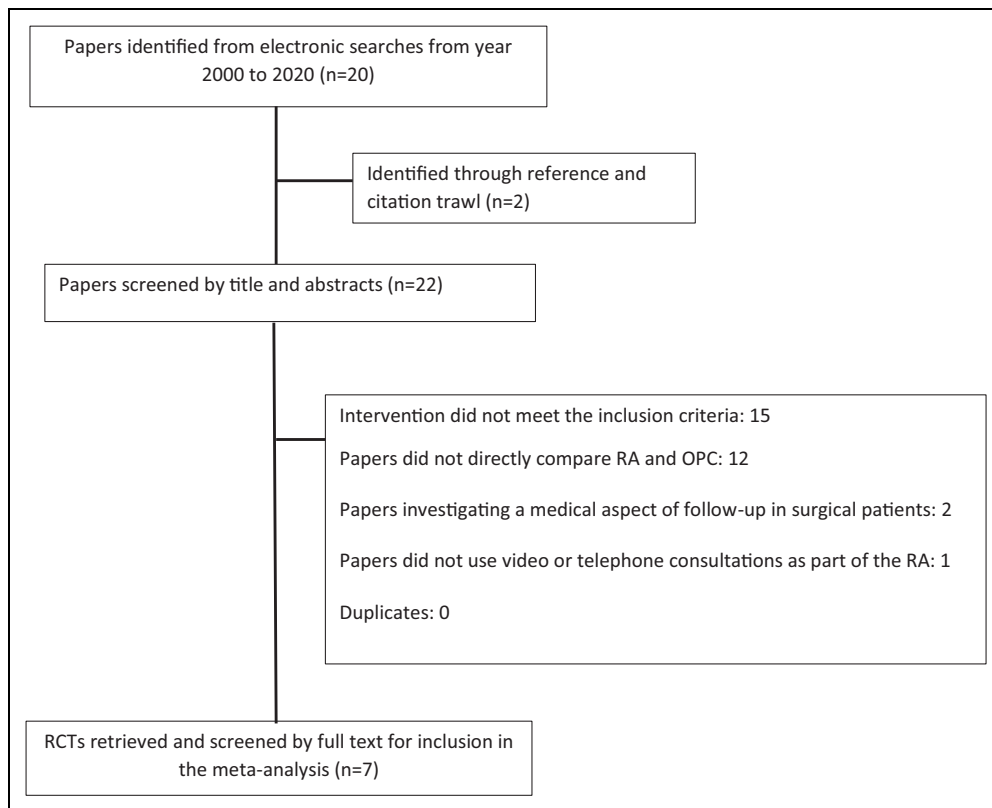 Papers identified from electronic searches from year
2000 to 2020 (n=20)
Identified through reference and
citation trawl (n=2)
Papers screened by title and abstracts (n=22)
Intervention did not meet the inclusion criteria: 15
Papers did not directly compare RA and OPC: 12
Papers investigating a medical aspect of follow-up in surgical patients: 2
Papers did not use video or telephone consultations as part of the RA: 1
Duplicates: 0
RCTs retrieved and screened by full text for inclusion in
the meta-analysis (n=7)